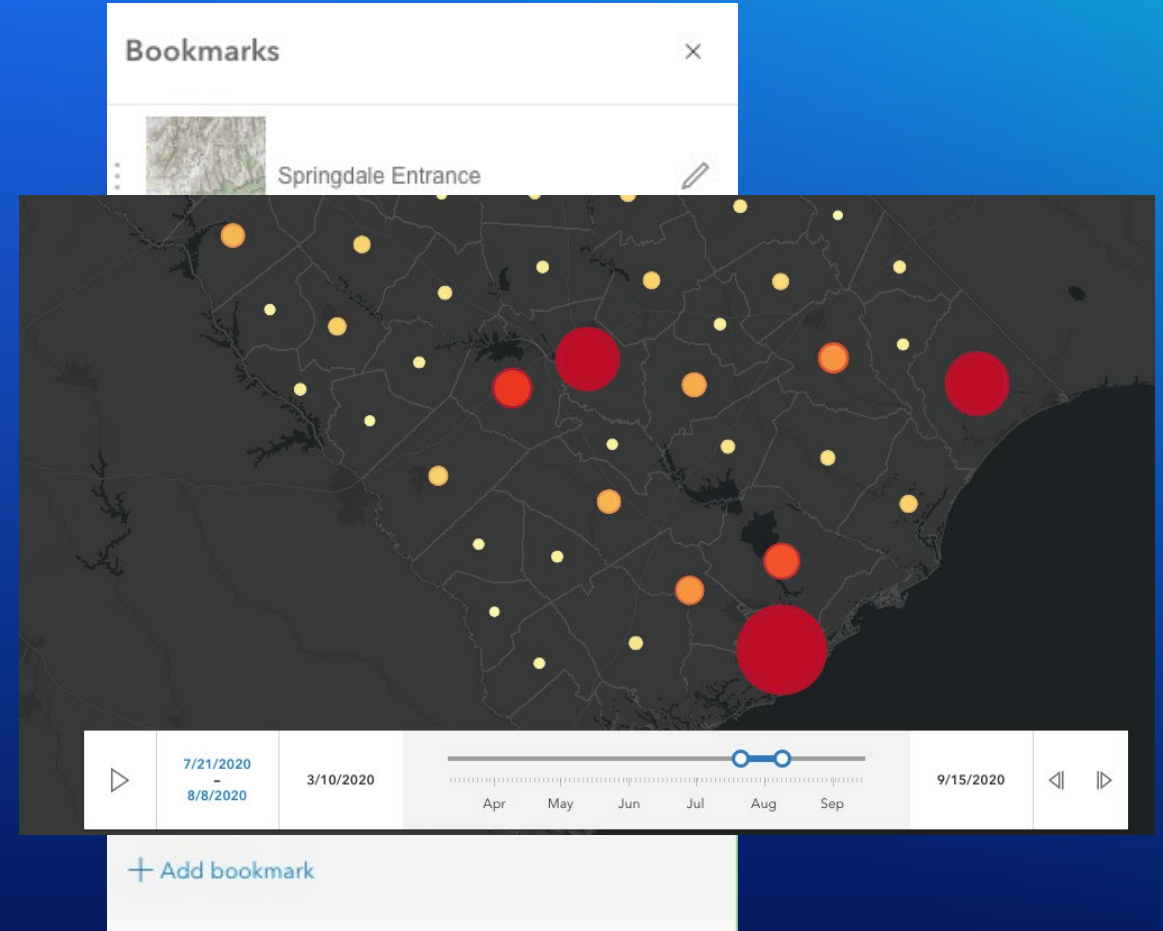 Bookmarks
Springdale Entrance
7/21/2020
–
8/8/2020
3/10/2020
Apr May Jun Jul Aug Sep
9/15/2020
Add bookmark